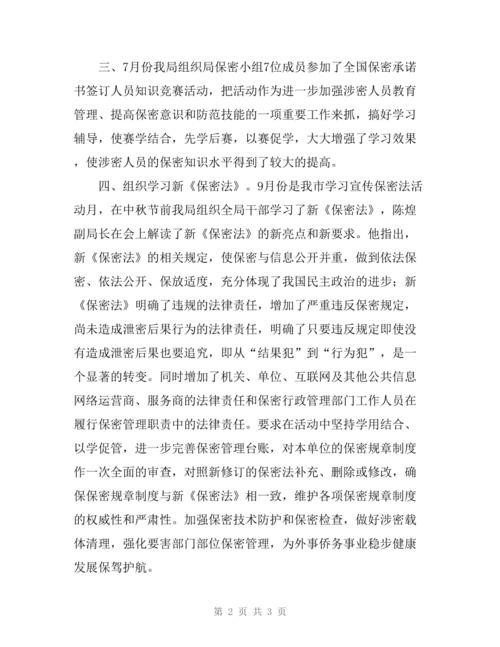 三、7月份我局组织局保密小组7位成员参加了全国保密承诺
书签订人员知识竞赛活动，把活动作为进一步加强涉密人员教育
管理、提高保密意识和防范技能的一项重要工作来抓，搞好学习
辅导，使赛学结合，先学后赛，以赛促学，大大增强了学习效果
，使涉密人员的保密知识水平得到了较大的提高。
四、组织学习新《保密法》。9月份是我市学习宣传保密法活
动月，在中秋节前我局组织全局干部学习了新《保密法》，陈煌
副局长在会上解读了新《保密法》的新亮点和新要求。他指出，
新《保密法》的相关规定，使保密与信息公开并重，做到依法保
密、依法公开、保放适度，充分体现了我国民主政治的进步；新
《保密法》明确了违规的法律责任，增加了严重违反保密规定，
尚未造成泄密后果行为的法律责任，明确了只要违反规定即使没
有造成泄密后果也要追究，即从“结果犯”到“行为犯”，是一
个显著的转变。同时增加了机关、单位、互联网及其他公共信息
网络运营商、服务商的法律责任和保密行政管理部门工作人员在
履行保密管理职责中的法律责任。要求在活动中坚持学用结合、
以学促管，进一步完善保密管理台账，对本单位的保密规章制度
作一次全面的审查，对照新修订的保密法补充、删除或修改，确
保保密规章制度与新《保密法》相一致，维护各项保密规章制度
的权威性和严肃性。加强保密技术防护和保密检查，做好涉密载
体清理，强化要害部门部位保密管理，为外事侨务事业稳步健康
发展保驾护航。
第 2 页 共 3 页